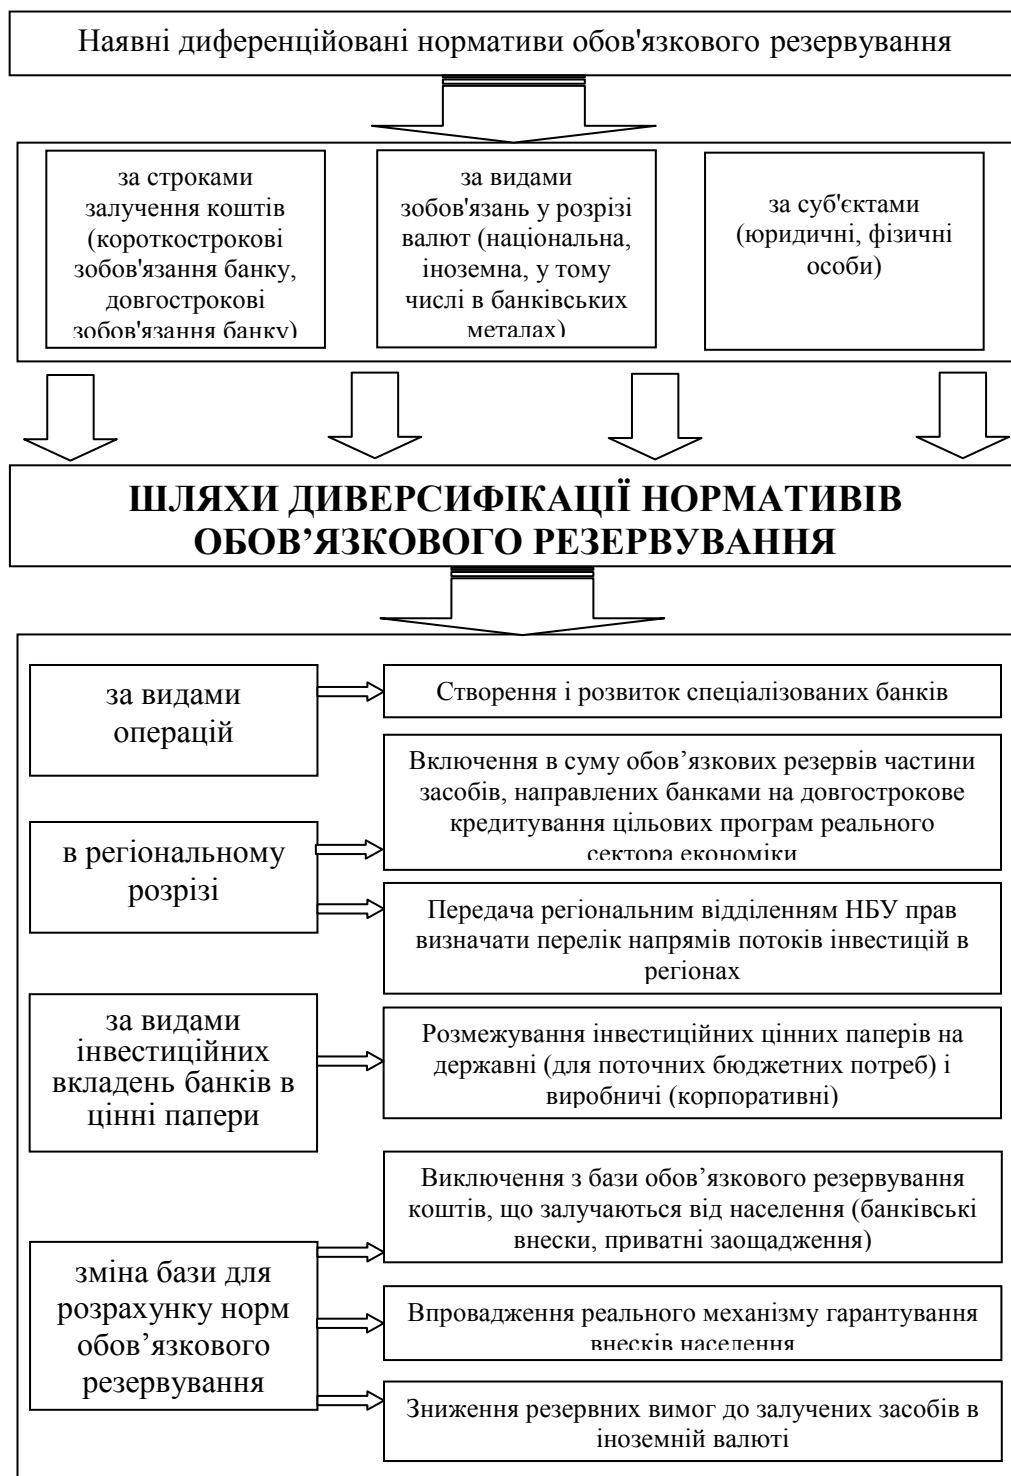 Наявні диференційовані нормативи обов'язкового резервування
за строками
залучення коштів
(короткострокові
зобов'язання банку,
довгострокові
зобов'язання банку)
за видами
зобов'язань у розрізі
валют (національна,
іноземна, у тому
числі в банківських
металах)
за суб'єктами
(юридичні, фізичні
особи)
ШЛЯХИ ДИВЕРСИФІКАЦІЇ НОРМАТИВІВ
ОБОВ’ЯЗКОВОГО РЕЗЕРВУВАННЯ
за видами
операцій
Створення і розвиток спеціалізованих банків
в регіональному
розрізі
Включення в суму обов’язкових резервів частини
засобів, направлених банками на довгострокове
кредитування цільових програм реального
сектора економіки
Передача регіональним відділенням НБУ прав
визначати перелік напрямів потоків інвестицій в
регіонах
за видами
інвестиційних
вкладень банків в
цінні папери
Розмежування інвестиційних цінних паперів на
державні (для поточних бюджетних потреб) і
виробничі (корпоративні)
зміна бази для
розрахунку норм
обов’язкового
резервування
Виключення з бази обов’язкового резервування
коштів, що залучаються від населення (банківські
внески, приватні заощадження)
Впровадження реального механізму гарантування
внесків населення
Зниження резервних вимог до залучених засобів в
іноземній валюті